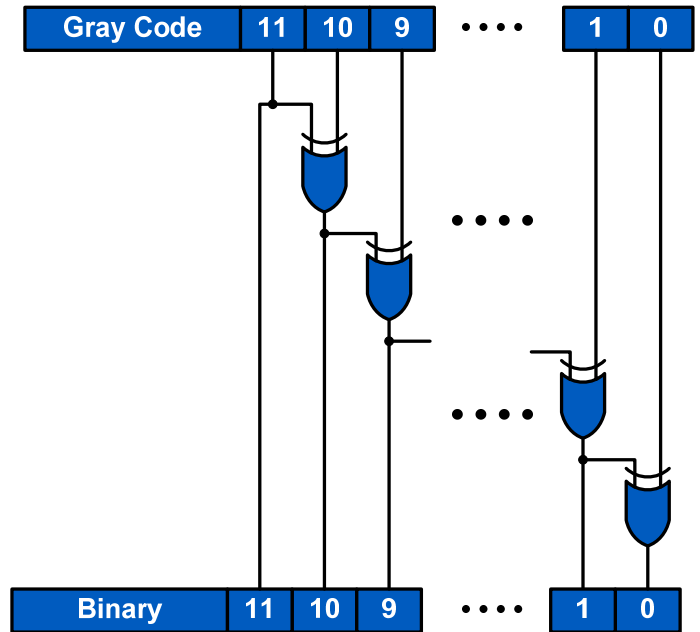 Gray Code 11 10 9 •••• 1 0
Binary 11 10 9 •••• 1 0